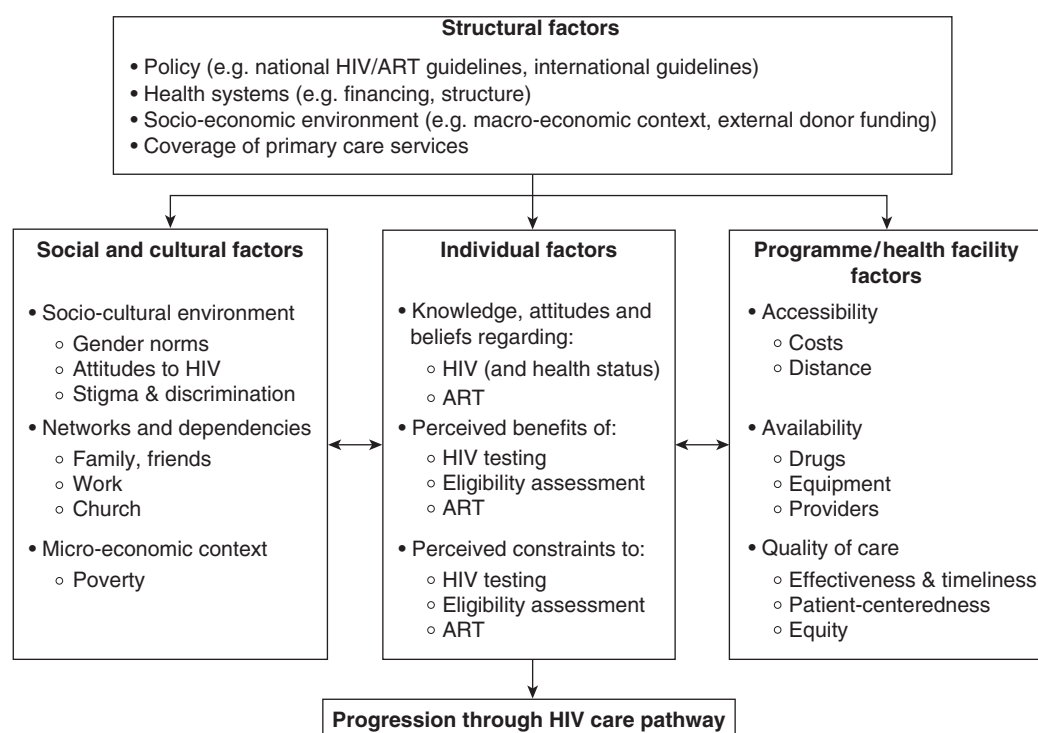 Structural factors
• Policy (e.g. national HIV/ART guidelines, international guidelines)
• Health systems (e.g. financing, structure)
• Socio-economic environment (e.g. macro-economic context, external donor funding)
• Coverage of primary care services
Social and cultural factors
• Socio-cultural environment
○ Gender norms
○ Attitudes to HIV
○ Stigma & discrimination
• Networks and dependencies
○ Family, friends
○ Work
○ Church
• Micro-economic context
○ Poverty
Individual factors
• Knowledge, attitudes and
beliefs regarding:
○ HIV (and health status)
○ ART
• Perceived benefits of:
○ HIV testing
○ Eligibility assessment
○ ART
• Perceived constraints to:
○ HIV testing
○ Eligibility assessment
○ ART
Programme/health facility
factors
• Accessibility
○ Costs
○ Distance
• Availability
○ Drugs
○ Equipment
○ Providers
• Quality of care
○ Effectiveness & timeliness
○ Patient-centeredness
○ Equity
Progression through HIV care pathway